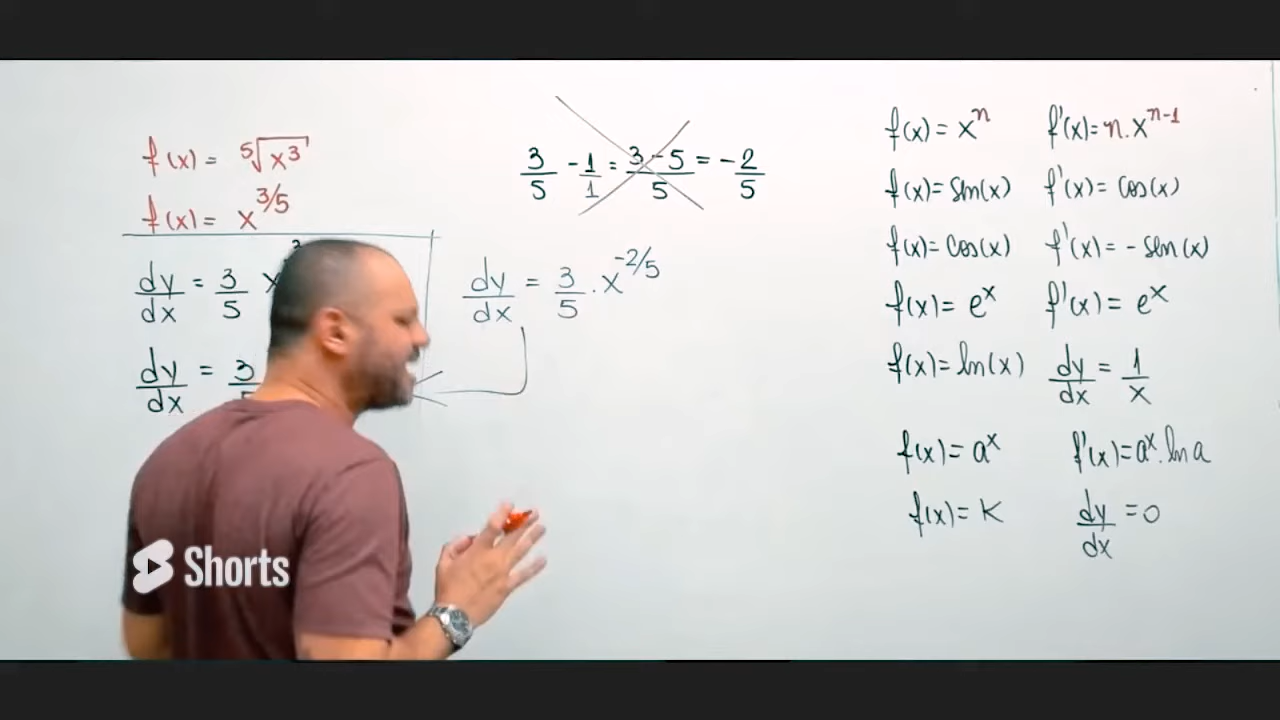 f(x) = ⁵√x³
f(x) = x^3/5
dy/dx = 3/5 x
dy/dx = 3
3/5 - 1/1 = 3-5/5 = -2/5
dy/dx = 3/5 . x^-2/5
f(x) = x^n f'(x) = n.x^n-1
f(x) = sen(x) f'(x) = cos(x)
f(x) = cos(x) f'(x) = - sen(x)
f(x) = e^x f'(x) = e^x
f(x) = ln(x) dy/dx = 1/x
f(x) = a^x f'(x) = a^x . ln a
f(x) = K dy/dx = 0
Shorts